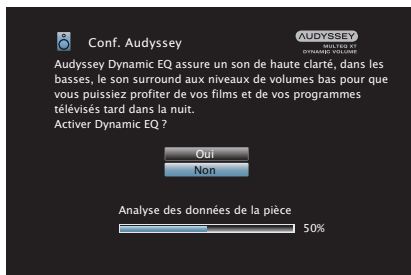 Conf. Audyssey
AUDYSSEY
MULTEQ XT
DYNAMIC VOLUME
Audyssey Dynamic EQ assure un son de haute clarté, dans les
basses, le son surround aux niveaux de volumes bas pour que
vous puissiez profiter de vos films et de vos programmes
télévisés tard dans la nuit.
Activer Dynamic EQ ?
Oui
Non
Analyse des données de la pièce
50%